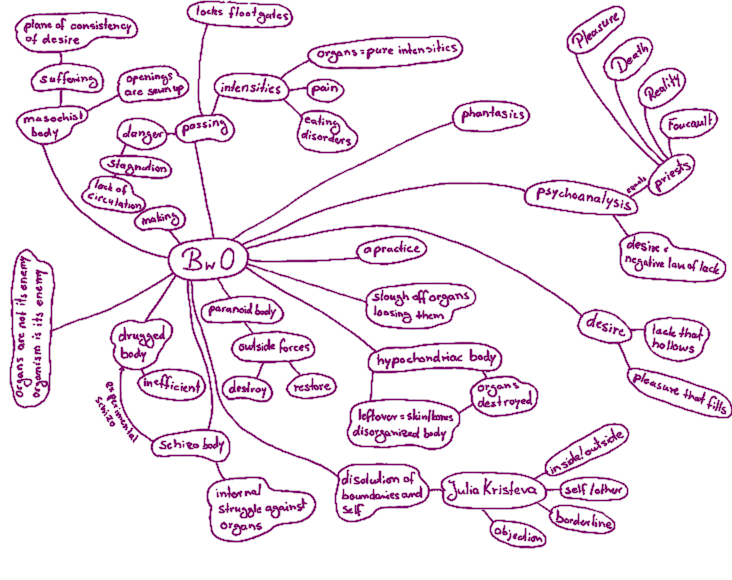 plane of consistency
of desire
suffering
openings
are sewn up
masochist
body
locks floodgates
organs = pure intensities
intensities
pain
eating
disorders
passing
danger
stagnation
lack of
circulation
making
phantasies
Pleasure
Death
Reality
Foucault
priests
equals
psychoanalysis
desire =
negative law of lack
BwO
a practice
slough off organs
loosing them
organs are not its enemy
organism is its enemy
drugged
body
inefficient
experimental
schizo
schizo body
internal
struggle against
organs
paranoid body
outside forces
destroy
restore
hypochondriac body
organs
destroyed
leftover = skin/bones
disorganized body
desire
lack that
hollows
pleasure that fills
disolution of
boundaries and
self
Julia Kristeva
inside/outside
self/other
borderline
abjection